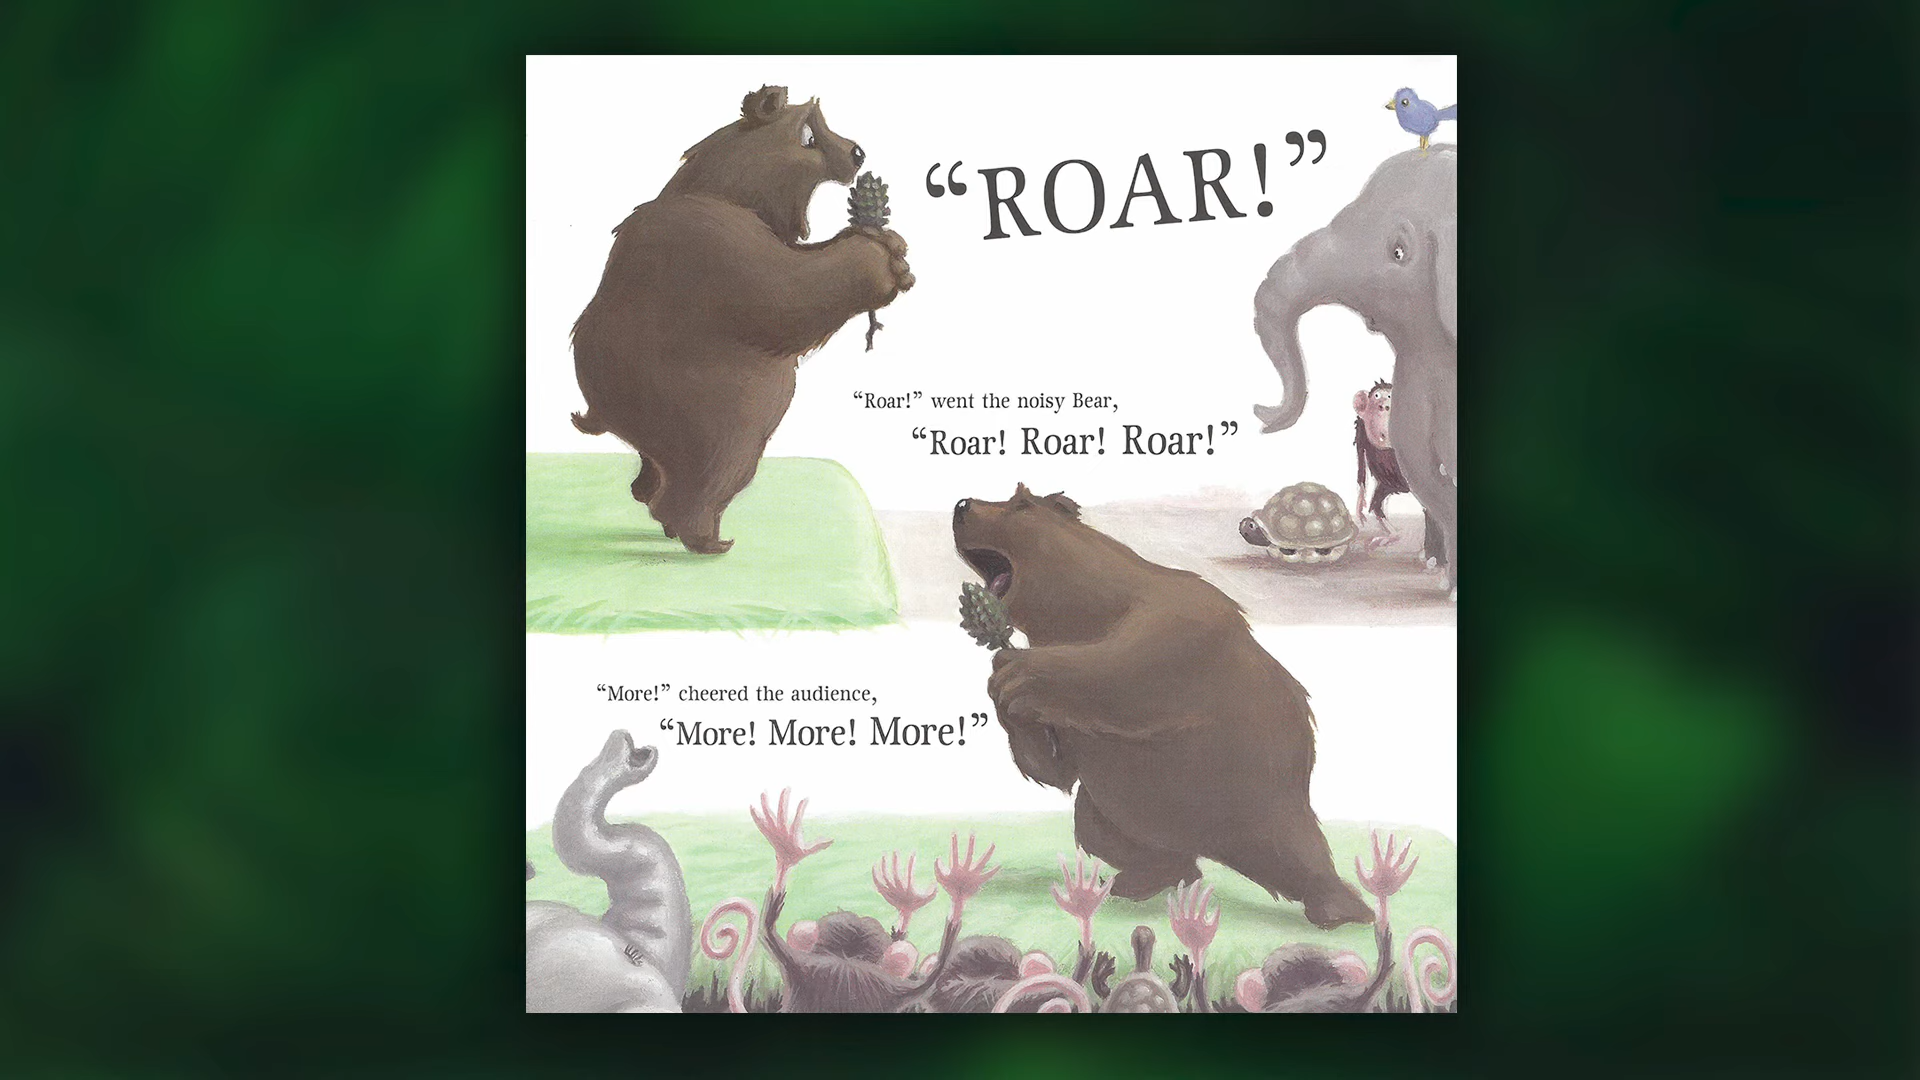 “ROAR!”
“Roar!” went the noisy Bear,
“Roar! Roar! Roar!”
“More!” cheered the audience,
“More! More! More!”